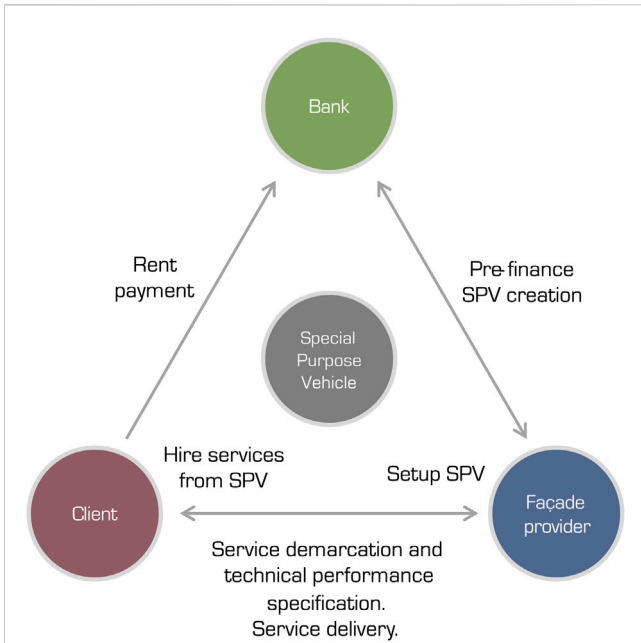 Bank
Rent
payment
Pre-finance
SPV creation
Special
Purpose
Vehicle
Hire services
from SPV
Setup SPV
Client
Façade
provider
Service demarcation and
technical performance
specification.
Service delivery.